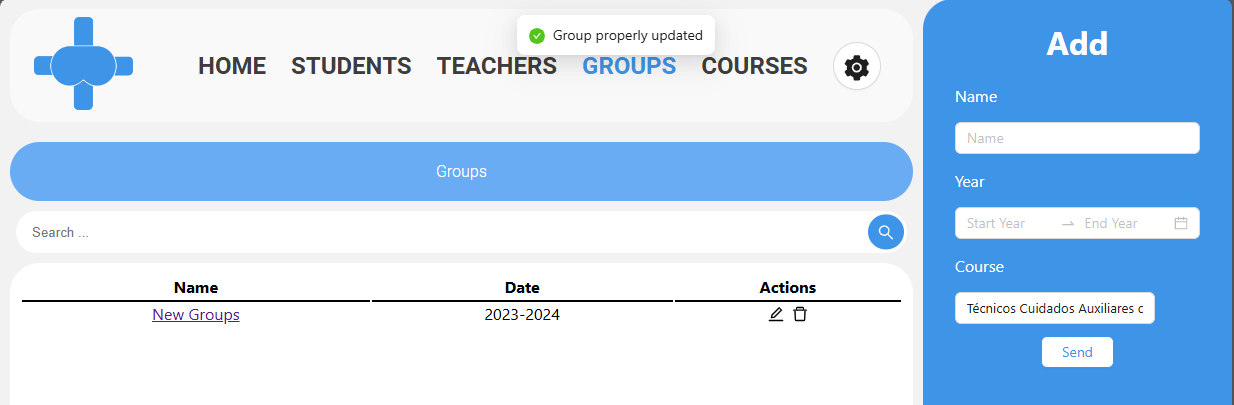 Group properly updated
HOME STUDENTS TEACHERS GROUPS COURSES
Groups
Search ...
Name Date Actions
New Groups 2023-2024
Add
Name
Name
Year
Start Year End Year
Course
Técnicos Cuidados Auxiliares c
Send